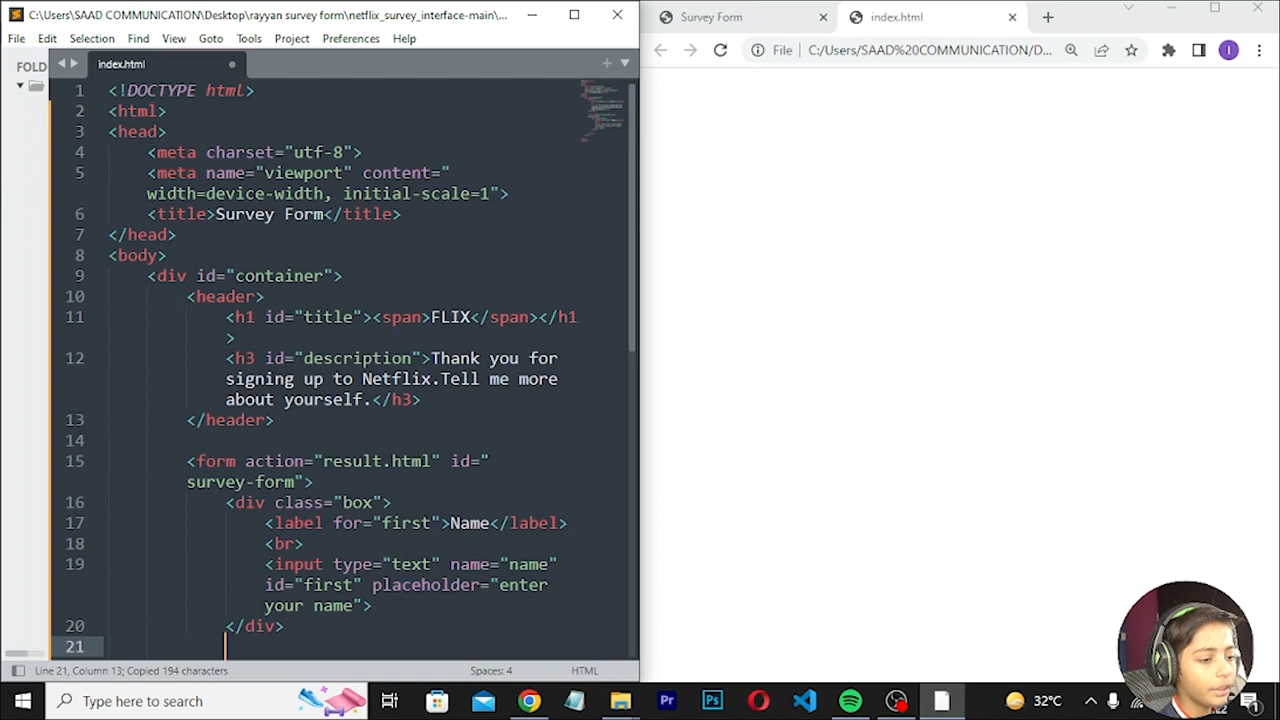 C:\Users\SAAD COMMUNICATION\Desktop\rayyan survey form\netflix_survey_interface-main\...
Survey Form
index.html
File Edit Selection Find View Goto Tools Project Preferences Help
File C:/Users/SAAD%20COMMUNICATION/D...
I
FOLD
index.html
1 <!DOCTYPE html>
2 <html>
3 <head>
4 <meta charset="utf-8">
5 <meta name="viewport" content="
width=device-width, initial-scale=1">
6 <title>Survey Form</title>
7 </head>
8 <body>
9 <div id="container">
10 <header>
11 <h1 id="title"><span>FLIX</span></h1
>
12 <h3 id="description">Thank you for
signing up to Netflix.Tell me more
about yourself.</h3>
13 </header>
14
15 <form action="result.html" id="
survey-form">
16 <div class="box">
17 <label for="first">Name</label>
18 <br>
19 <input type="text" name="name"
id="first" placeholder="enter
your name">
20 </div>
21
Line 21, Column 13; Copied 194 characters
Spaces: 4
HTML
Type here to search
Pr
Ps
32°C